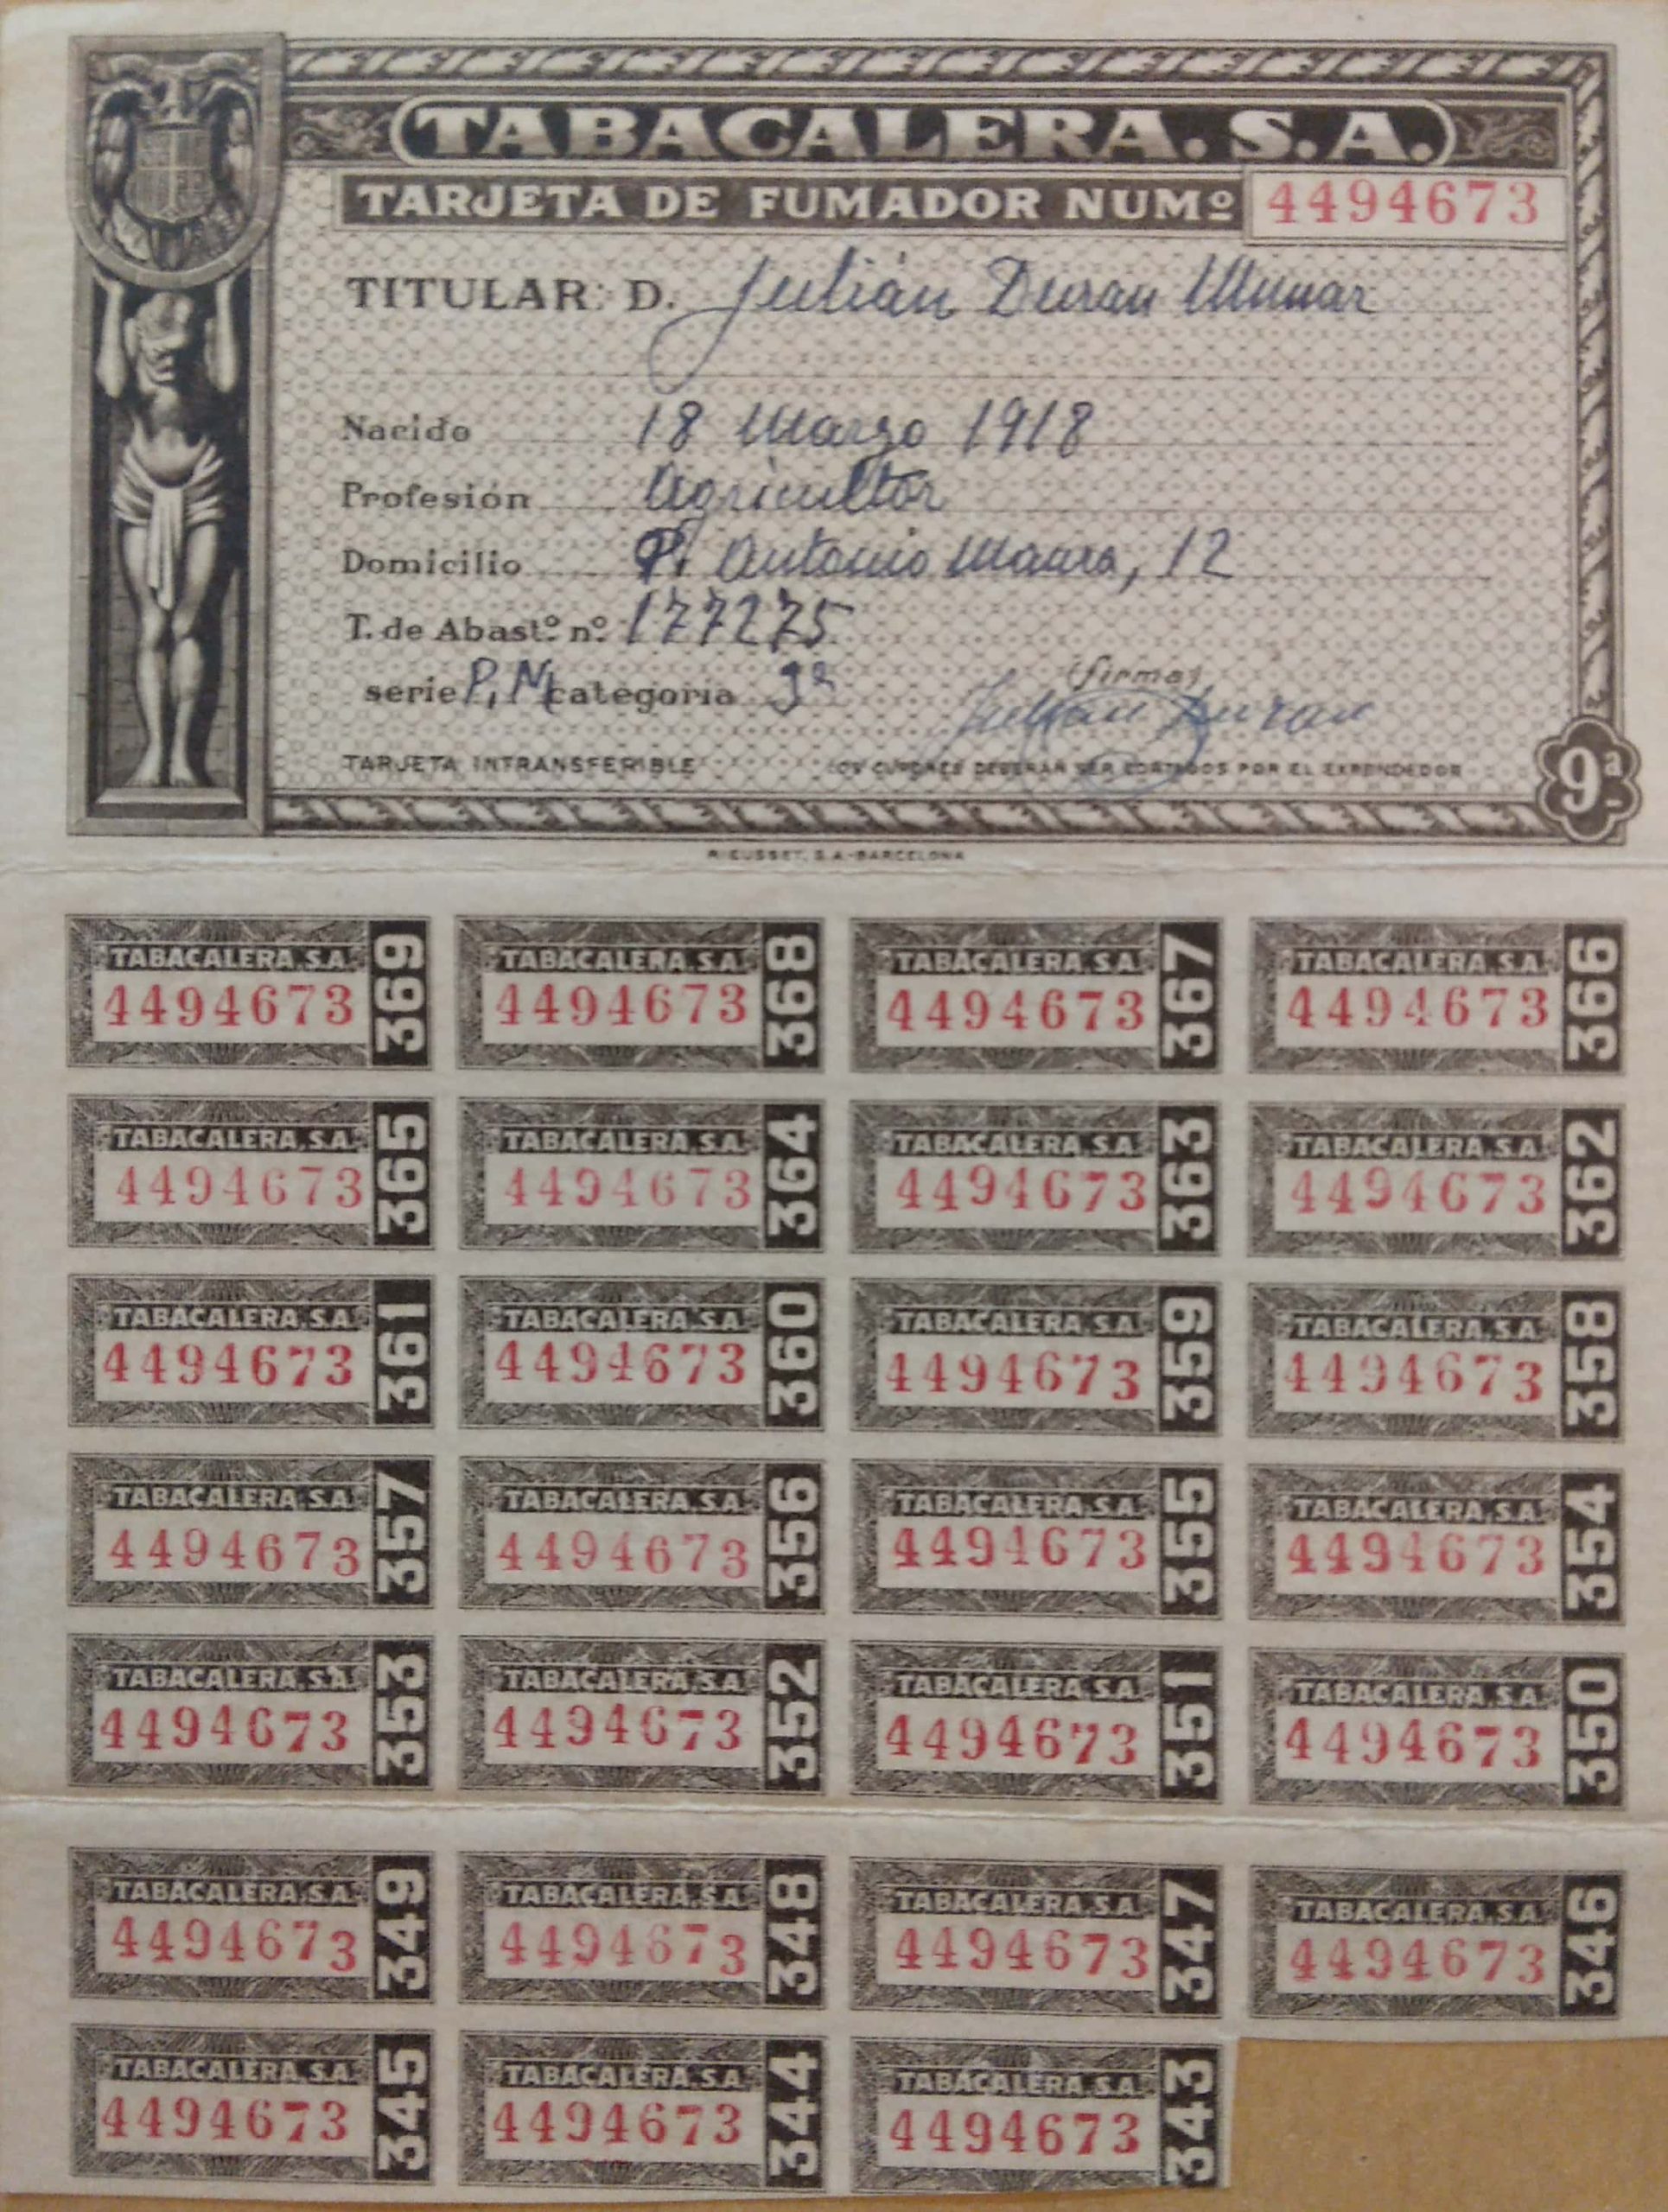 TABACALERA. S.A.
TARJETA DE FUMADOR NUMº 4494673
TITULAR: D. Julián Duran Munar
Nacido 18 Marzo 1918
Profesión Agricultor
Domicilio P. Antonio Maura, 12
T. de Abastº nº 177275
serie P, M categoria 3ª
(firma)
Julián Duran
TARJETA INTRANSFERIBLE LOS CUPONES DEBERAN SER CORTADOS POR EL EXPENDEDOR
9ª
RIEUSSET, S.A.-BARCELONA
TABACALERA. S.A. 4494673 369 TABACALERA. S.A. 4494673 368 TABACALERA. S.A. 4494673 367 TABACALERA. S.A. 4494673 366
TABACALERA. S.A. 4494673 365 TABACALERA. S.A. 4494673 364 TABACALERA. S.A. 4494673 363 TABACALERA. S.A. 4494673 362
TABACALERA. S.A. 4494673 361 TABACALERA. S.A. 4494673 360 TABACALERA. S.A. 4494673 359 TABACALERA. S.A. 4494673 358
TABACALERA. S.A. 4494673 357 TABACALERA. S.A. 4494673 356 TABACALERA. S.A. 4494673 355 TABACALERA. S.A. 4494673 354
TABACALERA. S.A. 4494673 353 TABACALERA. S.A. 4494673 352 TABACALERA. S.A. 4494673 351 TABACALERA. S.A. 4494673 350
TABACALERA. S.A. 4494673 349 TABACALERA. S.A. 4494673 348 TABACALERA. S.A. 4494673 347 TABACALERA. S.A. 4494673 346
TABACALERA. S.A. 4494673 345 TABACALERA. S.A. 4494673 344 TABACALERA. S.A. 4494673 343